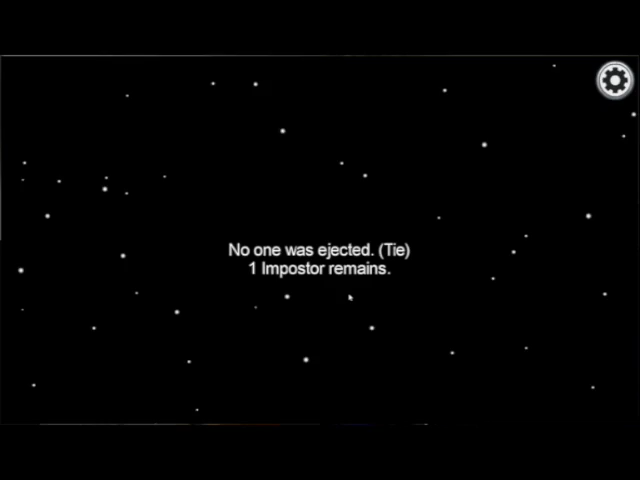 No one was ejected. (Tie)
1 Impostor remains.